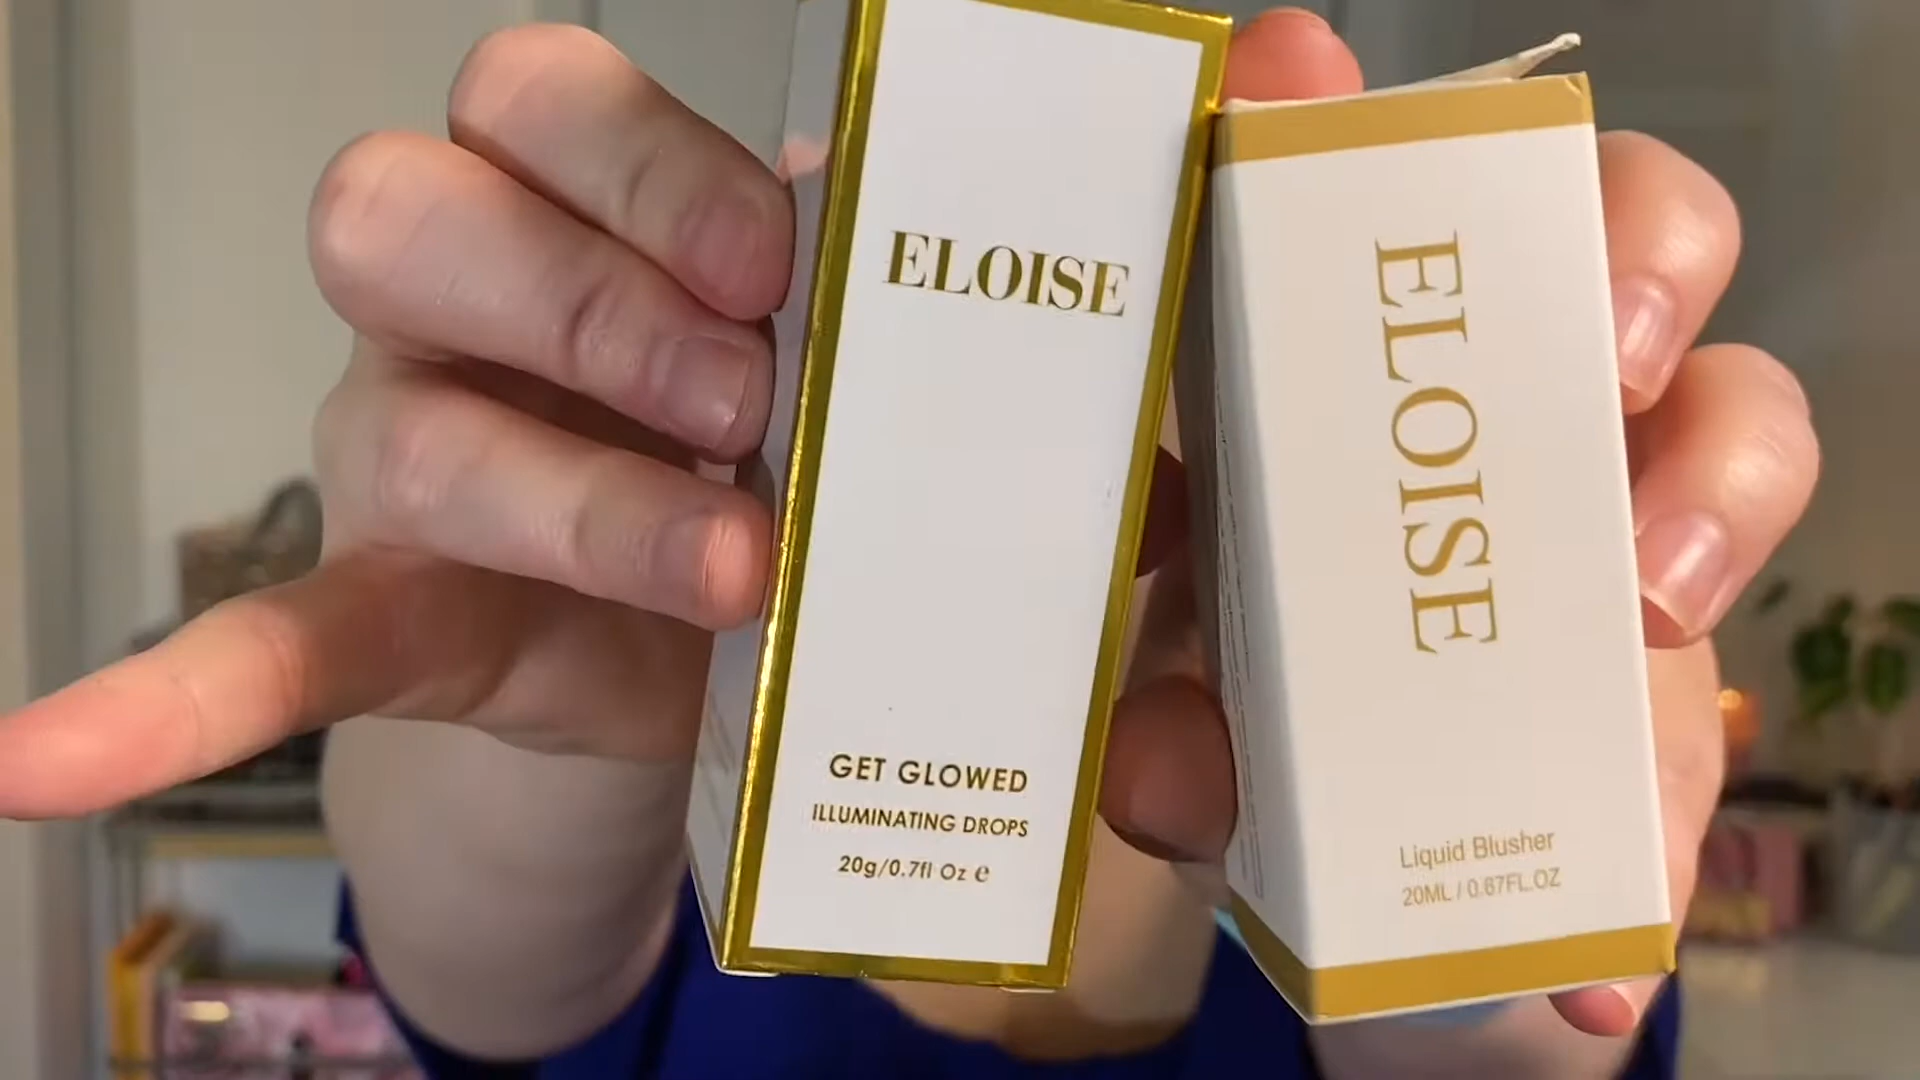 ELOISE
GET GLOWED
ILLUMINATING DROPS
20g/0.7fl Oz e
ELOISE
Liquid Blusher
20ML / 0.67FL.OZ